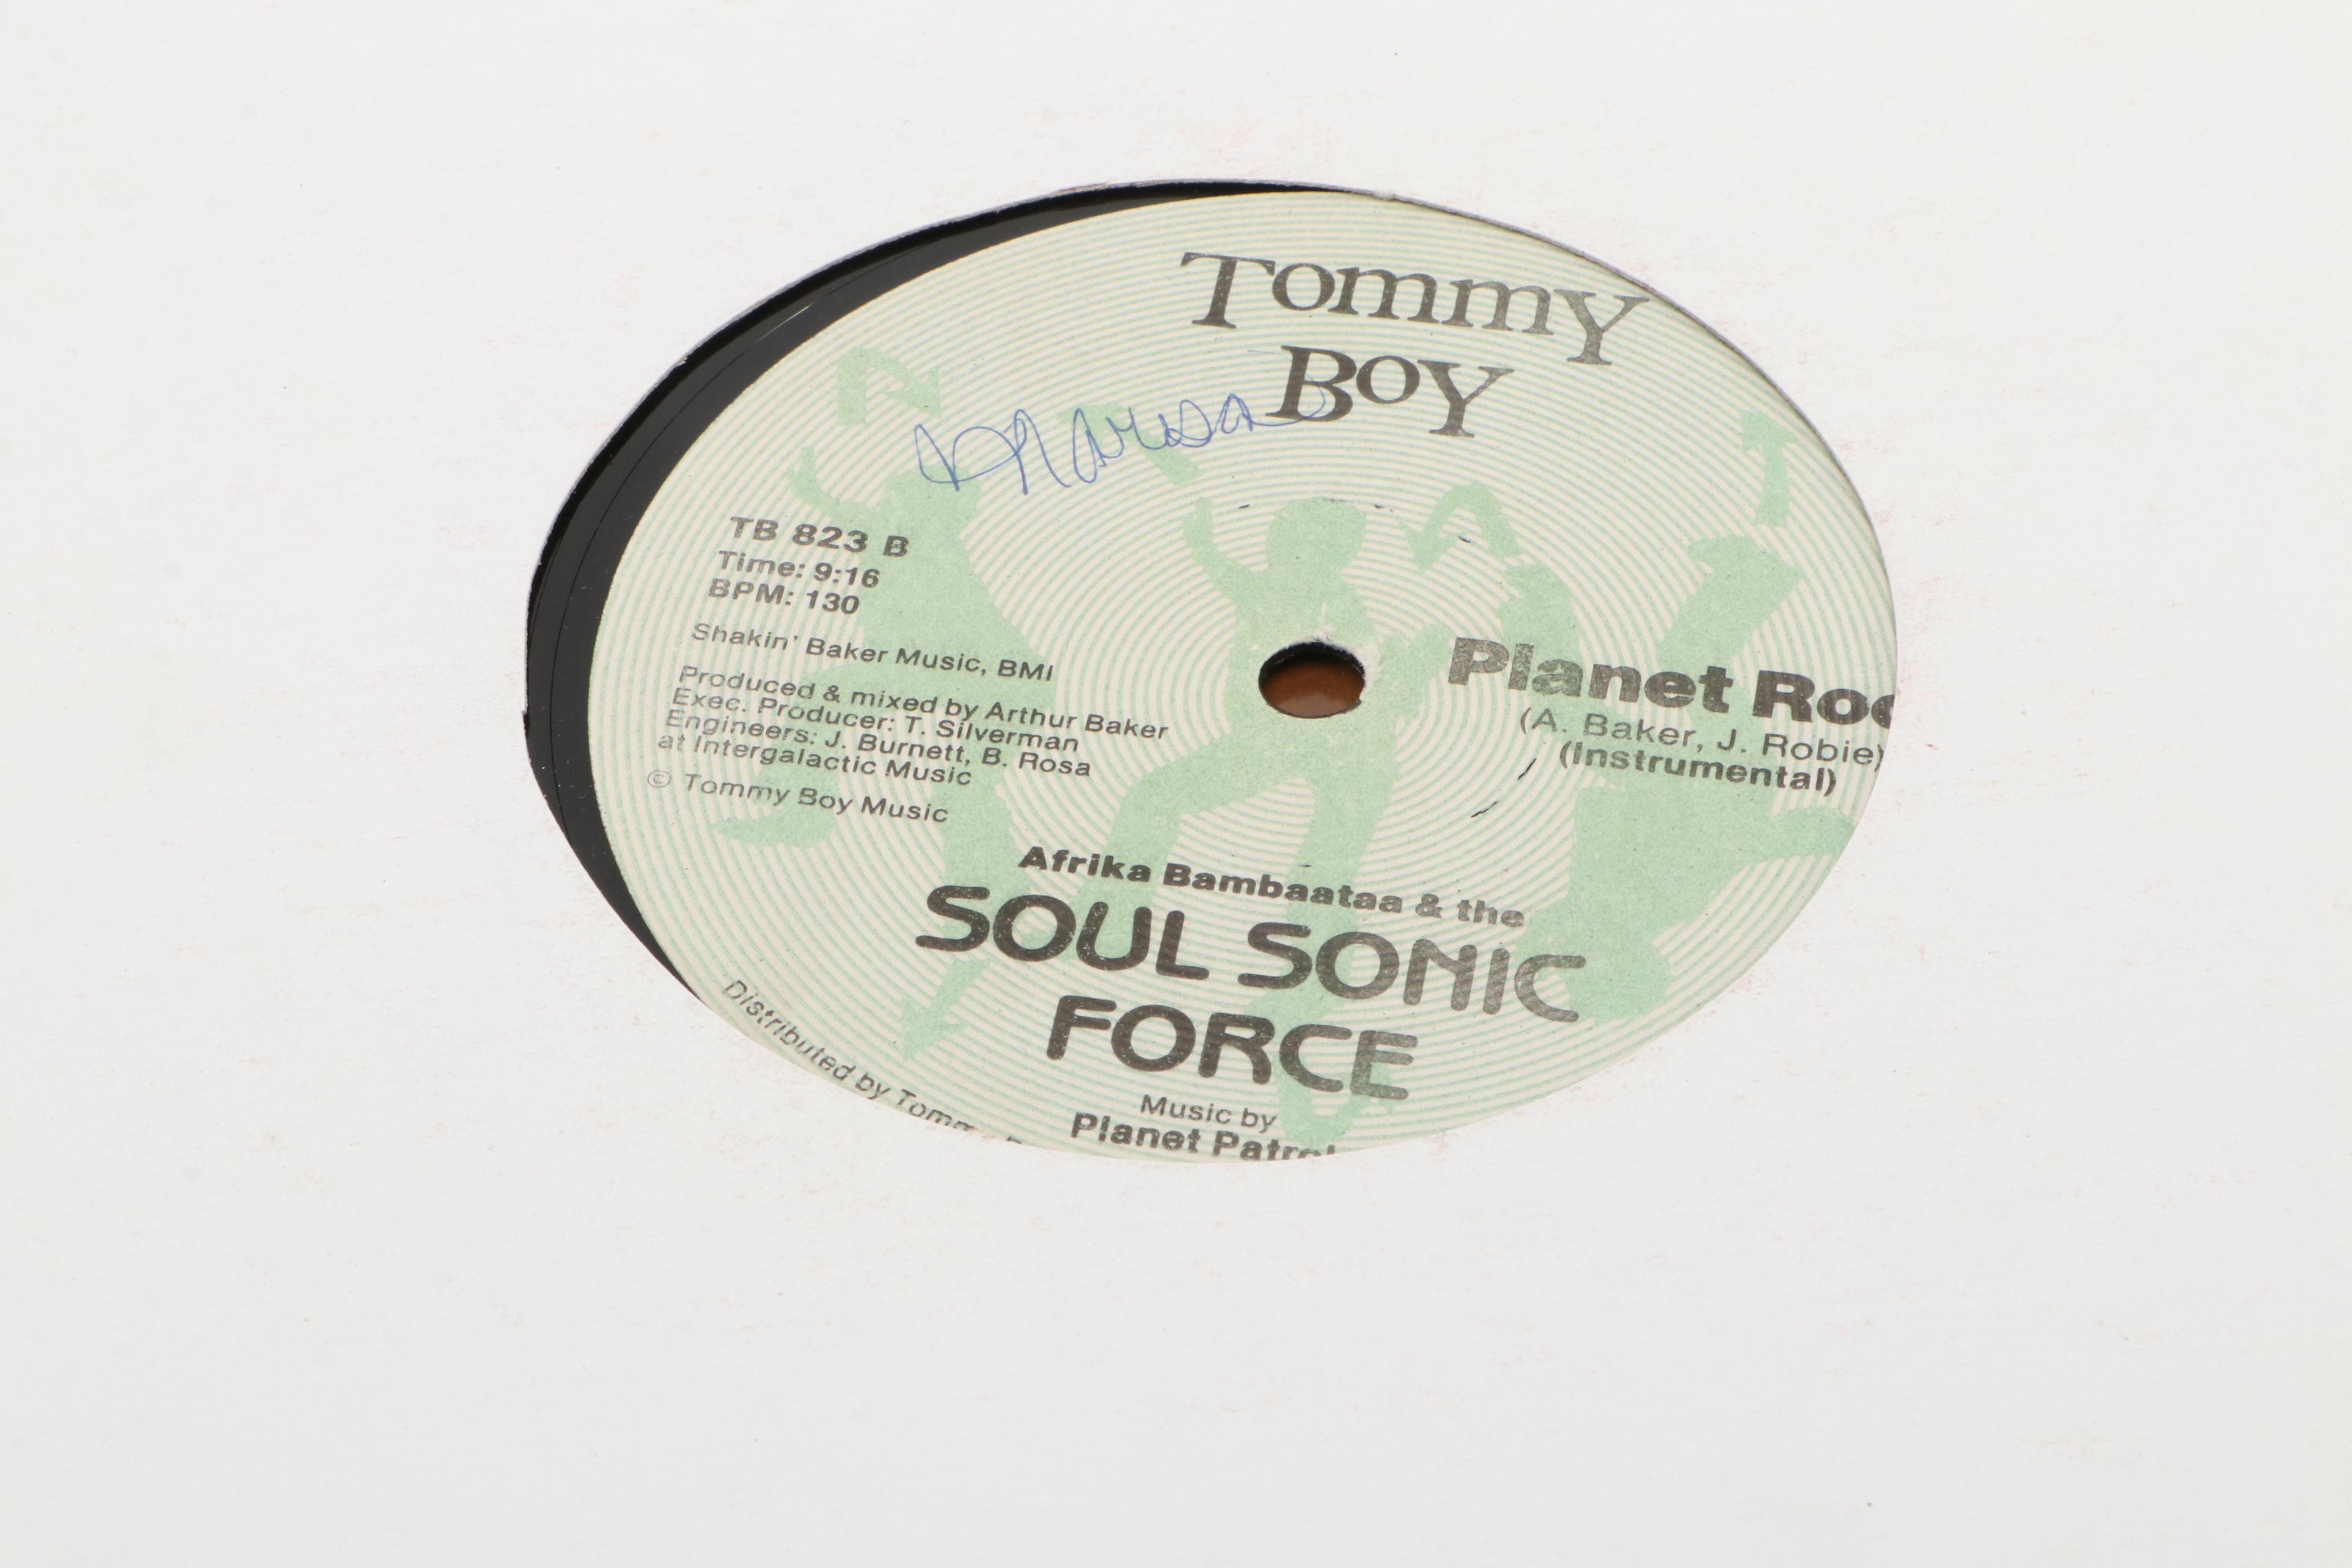 Tommy
Boy
TB 823 B
Time: 9:16
BPM: 130
Shakin' Baker Music, BMI
Produced & mixed by Arthur Baker
Exec. Producer: T. Silverman
Engineers: J. Burnett, B. Rosa
at Intergalactic Music
© Tommy Boy Music
Planet Roc
(A. Baker, J. Robie)
(Instrumental)
Afrika Bambaataa & the
SOUL SONIC
FORCE
Music by
Planet Patrol
Distributed by Tomm